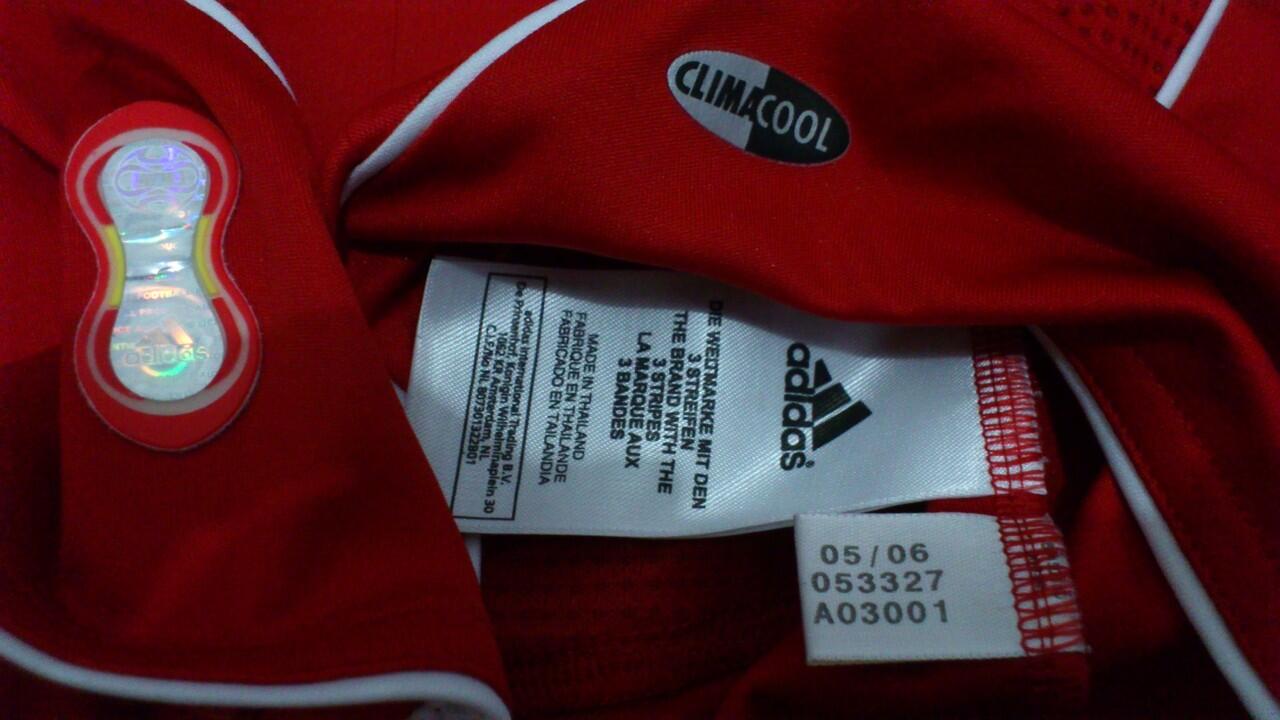 CLIMACOOL
adidas
adidas®
DIE WELTMARKE MIT DEN
3 STREIFEN
THE BRAND WITH THE
3 STRIPES
LA MARQUE AUX
3 BANDES
MADE IN THAILAND
FABRIQUE EN THAÏLANDE
FABRICADO EN TAILANDIA
adidas International Trading B.V.
De Prinsenhof, Koningin Wilhelminaplein 30
1062 KR Amsterdam, NL
05/06
053327
A03001